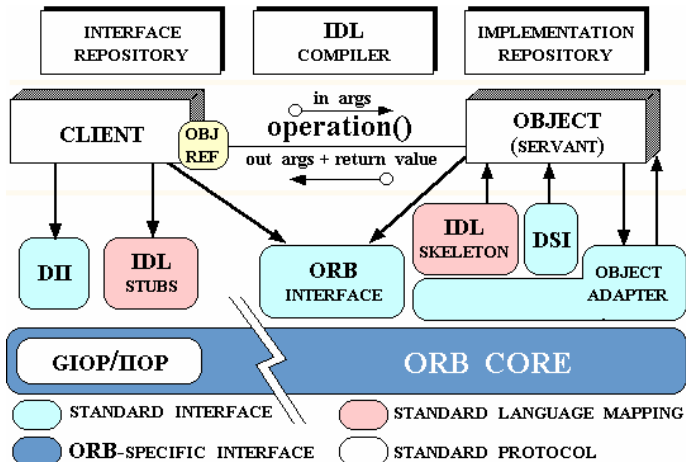 INTERFACE
REPOSITORY
IDL
COMPILER
IMPLEMENTATION
REPOSITORY
in args
operation()
out args + return value
CLIENT
OBJ
REF
OBJECT
(SERVANT)
DII
IDL
STUBS
ORB
INTERFACE
IDL
SKELETON
DSI
OBJECT
ADAPTER
GIOP/IIOP
ORB CORE
STANDARD INTERFACE
STANDARD LANGUAGE MAPPING
ORB-SPECIFIC INTERFACE
STANDARD PROTOCOL